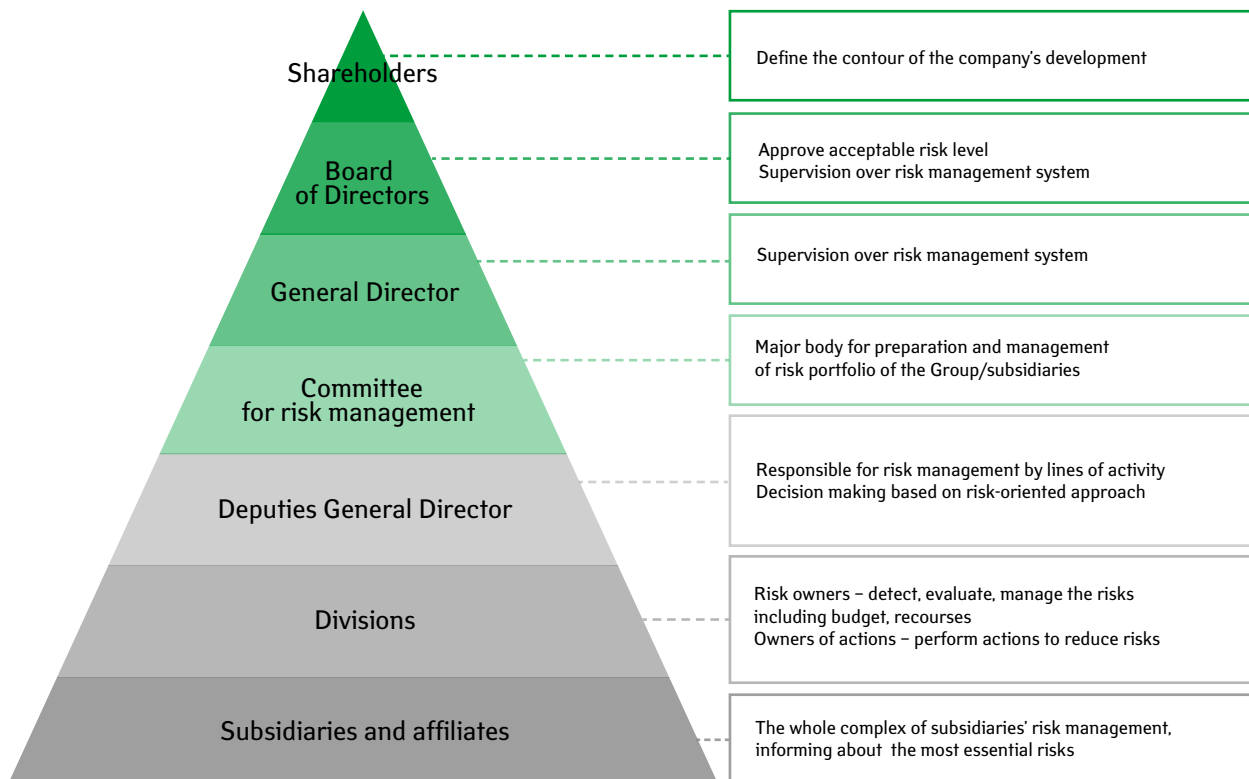 Shareholders
Define the contour of the company’s development
Board
of Directors
Approve acceptable risk level
Supervision over risk management system
General Director
Supervision over risk management system
Committee
for risk management
Major body for preparation and management
of risk portfolio of the Group/subsidiaries
Deputies General Director
Responsible for risk management by lines of activity
Decision making based on risk-oriented approach
Divisions
Risk owners – detect, evaluate, manage the risks
including budget, recourses
Owners of actions – perform actions to reduce risks
Subsidiaries and affiliates
The whole complex of subsidiaries’ risk management,
informing about the most essential risks